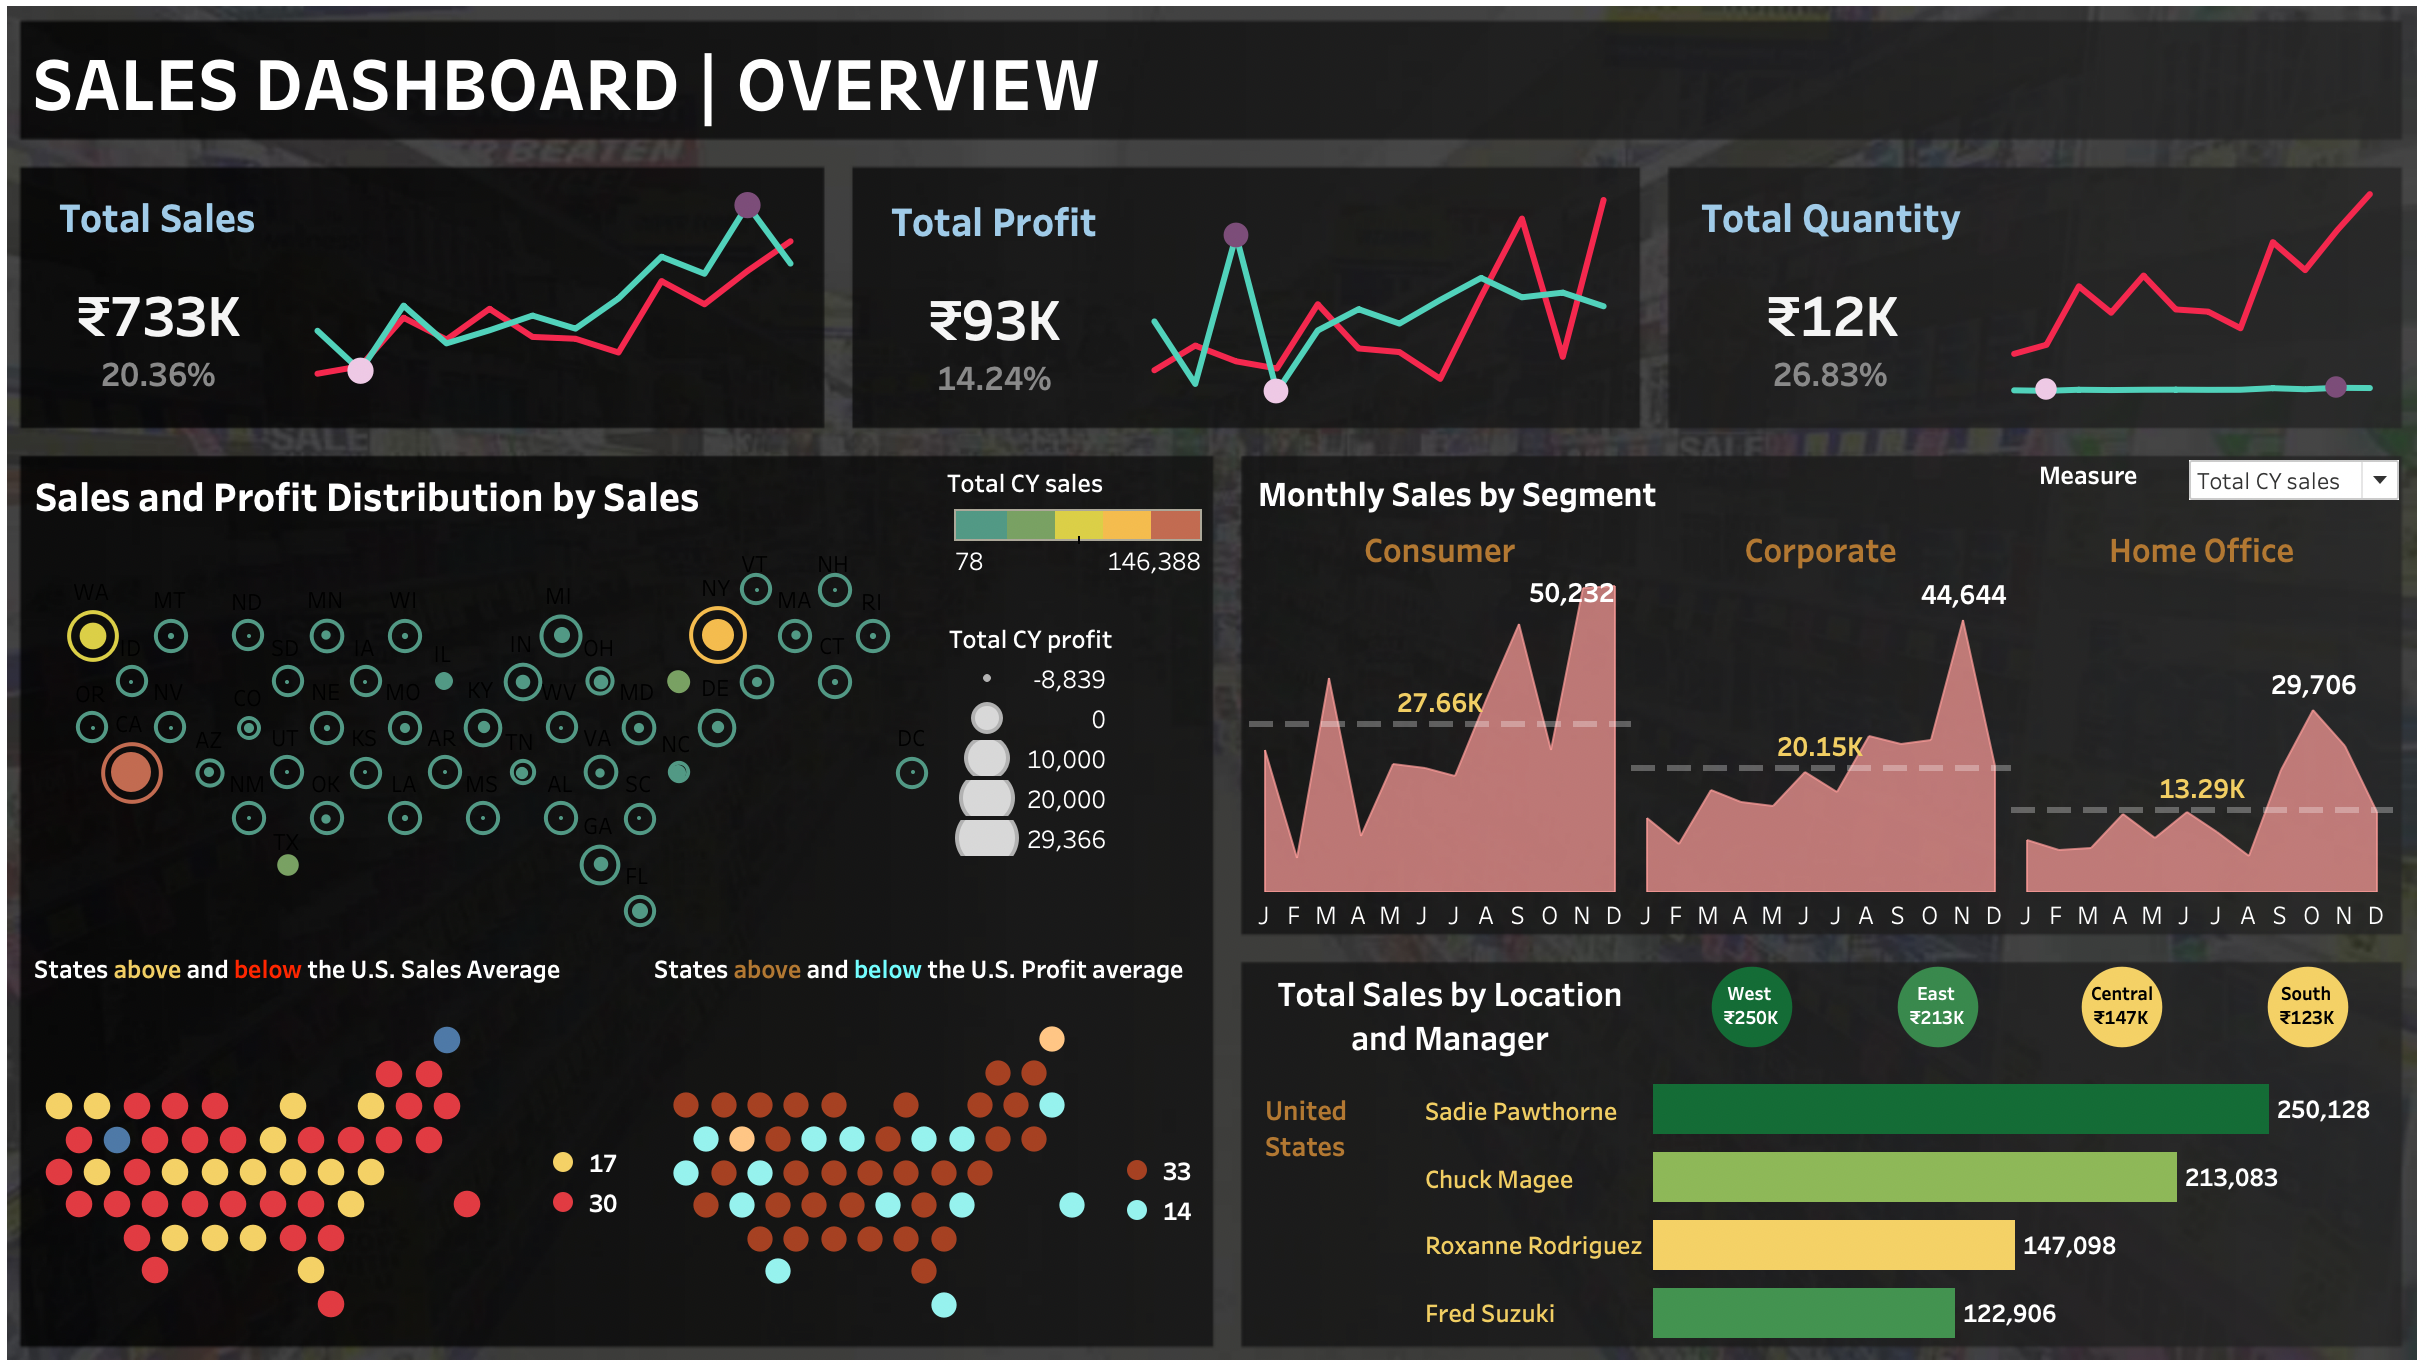 SALES DASHBOARD | OVERVIEW
Total Sales
₹733K
20.36%
Total Profit
₹93K
14.24%
Total Quantity
₹12K
26.83%
Sales and Profit Distribution by Sales
Total CY sales
78 146,388
Total CY profit
-8,839
0
10,000
20,000
29,366
VT NH
WA MT ND MN WI MI NY MA RI
ID SD IA IL IN OH CT
OR NV CO NE MO KY WV MD DE
CA AZ UT KS AR TN VA NC DC
NM OK LA MS AL SC
TX GA
FL
States above and below the U.S. Sales Average
17
30
States above and below the U.S. Profit average
33
14
Monthly Sales by Segment
Measure
Total CY sales
Consumer Corporate Home Office
50,232 44,644
29,706
27.66K 20.15K 13.29K
J F M A M J J A S O N D J F M A M J J A S O N D J F M A M J J A S O N D
Total Sales by Location
and Manager
West
₹250K
East
₹213K
Central
₹147K
South
₹123K
United
States
Sadie Pawthorne 250,128
Chuck Magee 213,083
Roxanne Rodriguez 147,098
Fred Suzuki 122,906
SALE
SALE
ER BEATEN